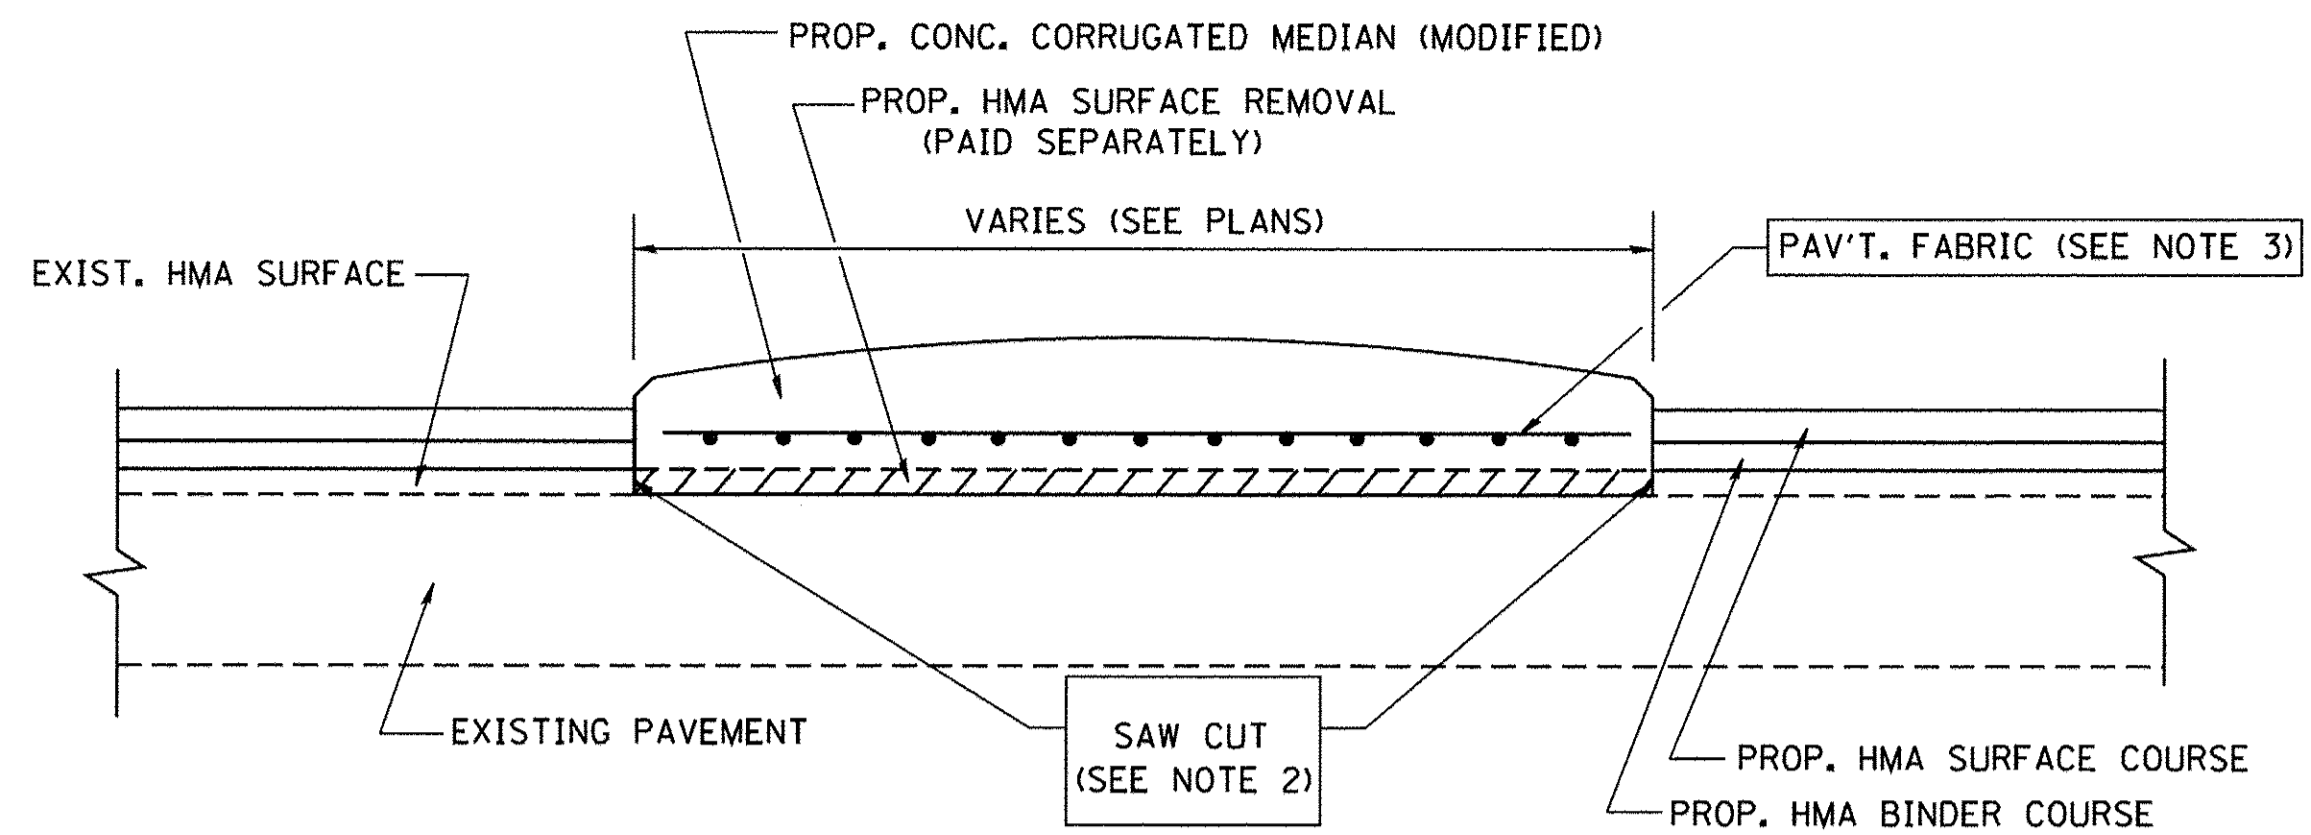 PROP. CONC. CORRUGATED MEDIAN (MODIFIED)
PROP. HMA SURFACE REMOVAL
(PAID SEPARATELY)
VARIES (SEE PLANS)
PAV'T. FABRIC (SEE NOTE 3)
EXIST. HMA SURFACE
EXISTING PAVEMENT
SAW CUT
(SEE NOTE 2)
PROP. HMA SURFACE COURSE
PROP. HMA BINDER COURSE